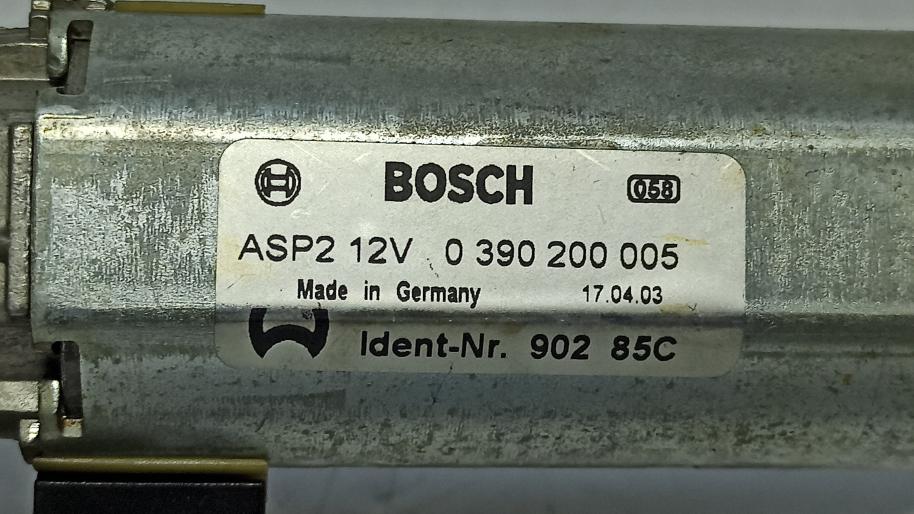 BOSCH 058
ASP2 12V 0 390 200 005
Made in Germany 17.04.03
Ident-Nr. 902 85C